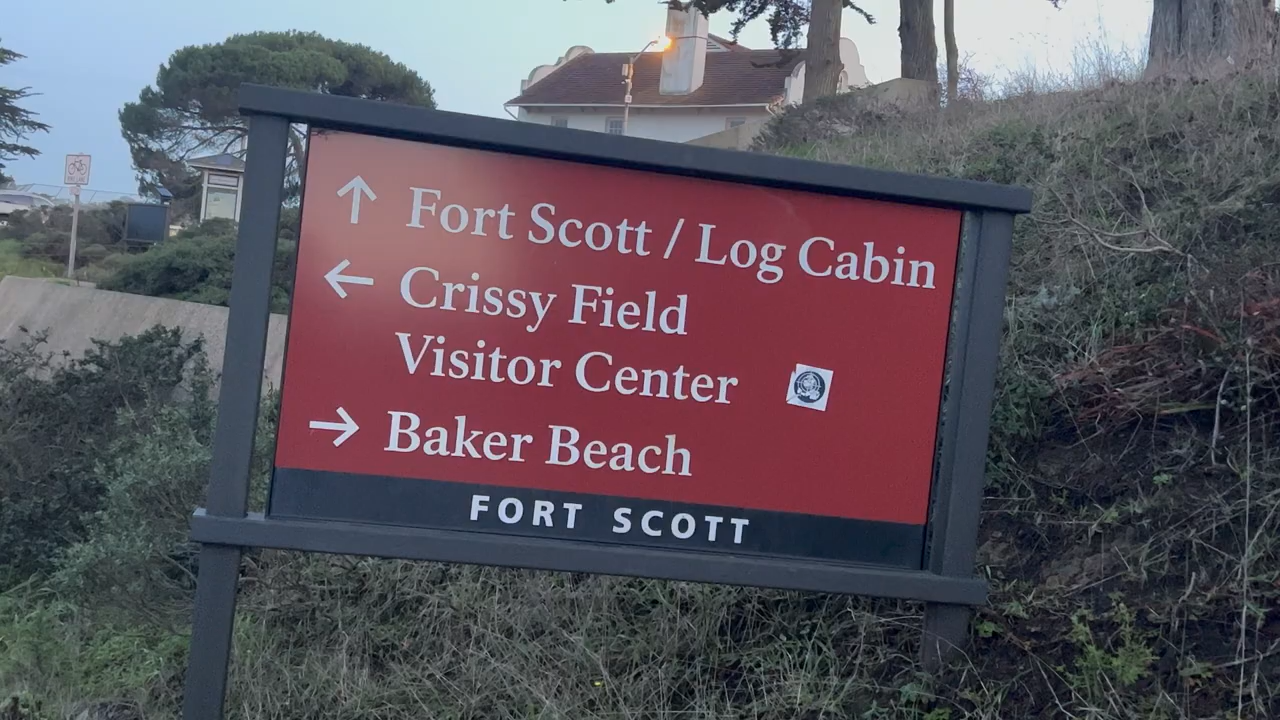 ↑ Fort Scott / Log Cabin
← Crissy Field
Visitor Center
→ Baker Beach
FORT SCOTT